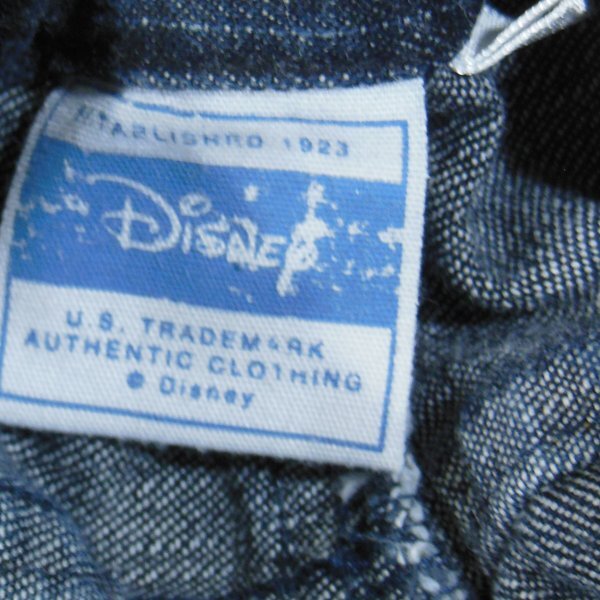 ESTABLISHED 1923
Disney
U.S. TRADEMARK
AUTHENTIC CLOTHING
© Disney